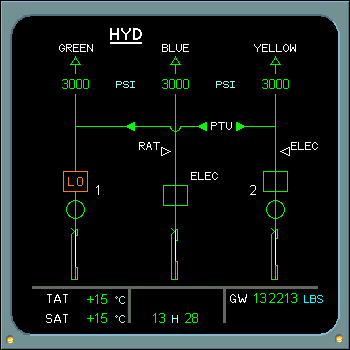 HYD
GREEN BLUE YELLOW
3000 PSI 3000 PSI 3000
PTU
RAT ELEC
LO 1 ELEC 2
TAT +15 °C GW 132213 LBS
SAT +15 °C 13 H 28